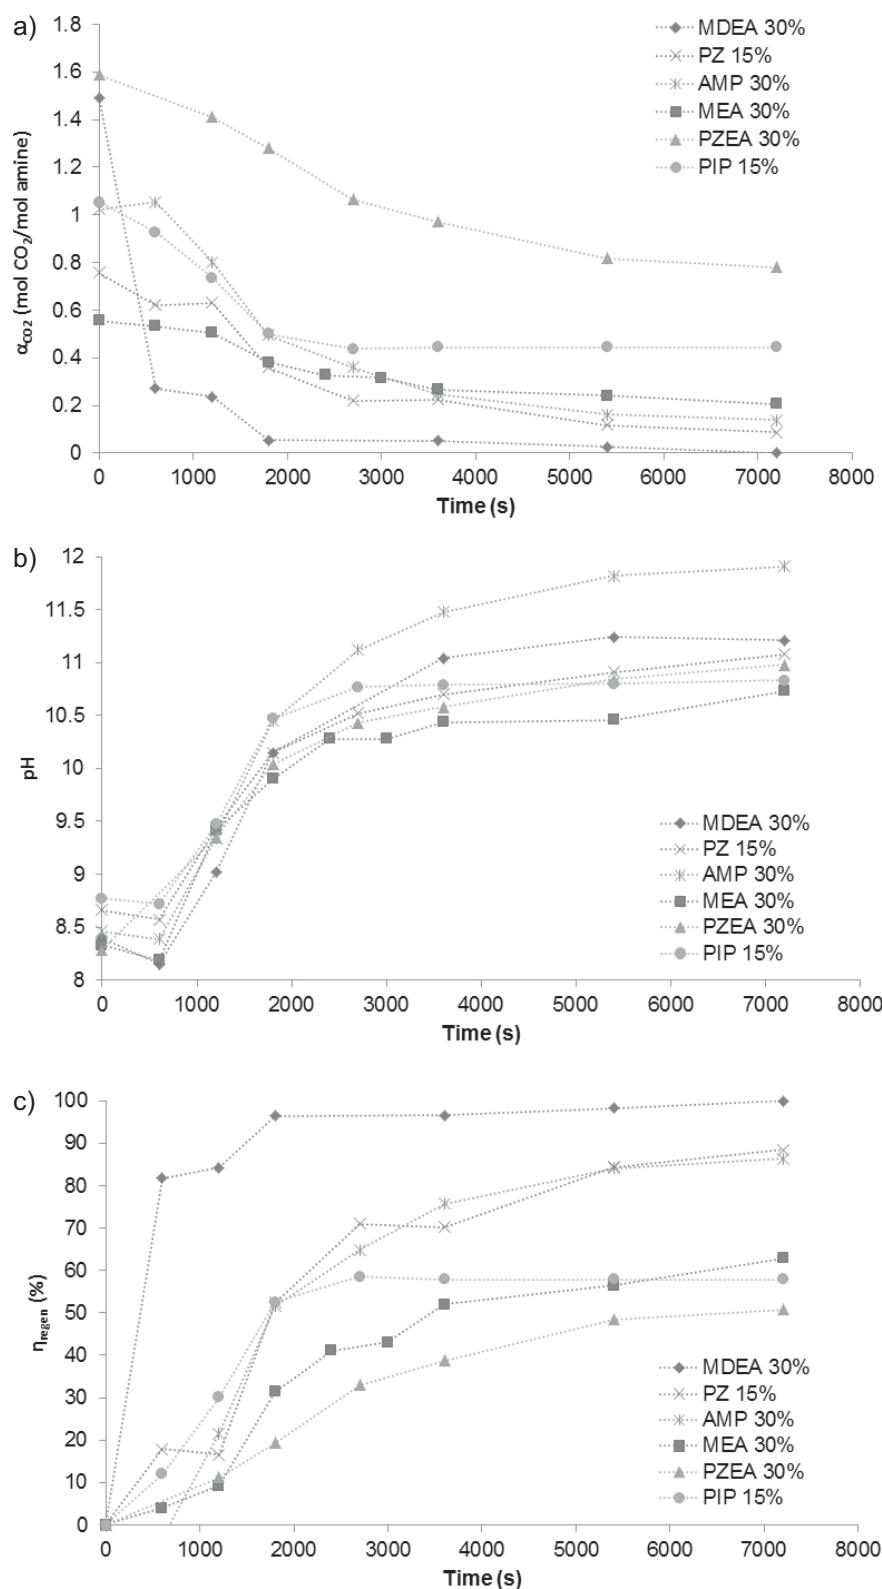 a)
1.8
1.6
1.4
1.2
1
0.8
0.6
0.4
0.2
0
αCO2 (mol CO2/mol amine)
MDEA 30%
PZ 15%
AMP 30%
MEA 30%
PZEA 30%
PIP 15%
0 1000 2000 3000 4000 5000 6000 7000 8000
Time (s)
b)
12
11.5
11
10.5
10
9.5
9
8.5
8
pH
MDEA 30%
PZ 15%
AMP 30%
MEA 30%
PZEA 30%
PIP 15%
0 1000 2000 3000 4000 5000 6000 7000 8000
Time (s)
c)
100
90
80
70
60
50
40
30
20
10
0
ηregen (%)
MDEA 30%
PZ 15%
AMP 30%
MEA 30%
PZEA 30%
PIP 15%
0 1000 2000 3000 4000 5000 6000 7000 8000
Time (s)